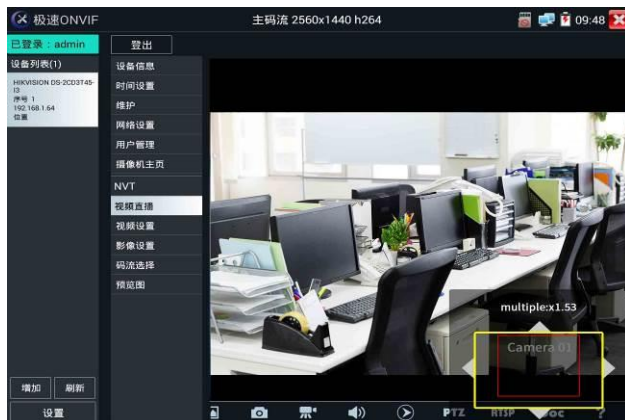 极速ONVIF
主码流 2560x1440 h264
09:48
已登录：admin
登出
设备列表(1)
HIKVISION DS-2CD3T45-
I3
序号 1
192.168.1.64
位置
设备信息
时间设置
维护
网络设置
用户管理
摄像机主页
NVT
视频直播
视频设置
影像设置
码流选择
预览图
multiple:x1.53
Camera 01
增加
刷新
设置
PTZ
RTSP
?